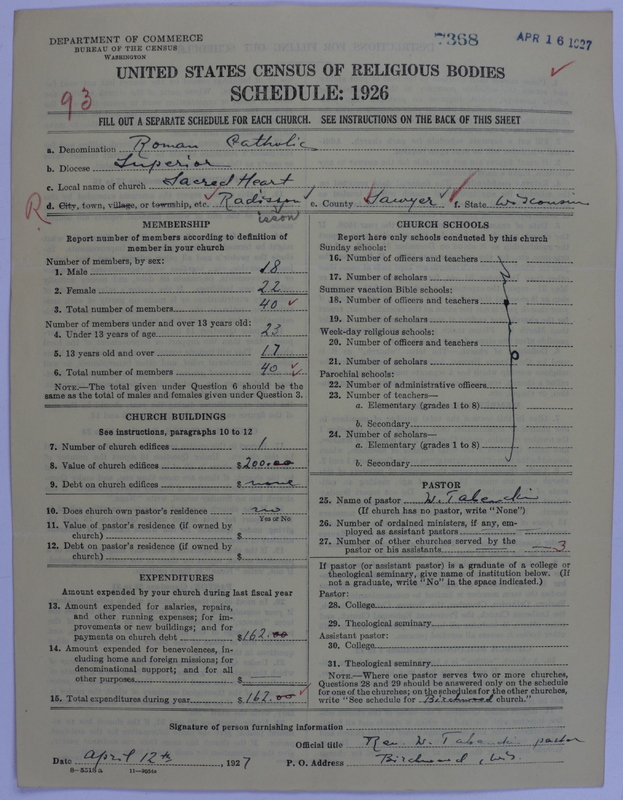 DEPARTMENT OF COMMERCE
BUREAU OF THE CENSUS
WASHINGTON
7368
APR 16 1927
UNITED STATES CENSUS OF RELIGIOUS BODIES
SCHEDULE: 1926
93
FILL OUT A SEPARATE SCHEDULE FOR EACH CHURCH. SEE INSTRUCTIONS ON THE BACK OF THIS SHEET
a. Denomination Roman Catholic
b. Diocese Superior
c. Local name of church Sacred Heart
R d. City, town, village, or township, etc. Radisson e. County Sawyer f. State Wisconsin
isson
MEMBERSHIP
Report number of members according to definition of
member in your church
Number of members, by sex:
1. Male 18
2. Female 22
3. Total number of members 40
Number of members under and over 13 years old:
4. Under 13 years of age 23
5. 13 years old and over 17
6. Total number of members 40
NOTE.—The total given under Question 6 should be
same as the total of males and females given under Question 3.
CHURCH BUILDINGS
See instructions, paragraphs 10 to 12
7. Number of church edifices 1
8. Value of church edifices $ 200.00
9. Debt on church edifices $ none
10. Does church own pastor's residence no
Yes or No
11. Value of pastor's residence (if owned by
church) $
12. Debt on pastor's residence (if owned by
church) $
EXPENDITURES
Amount expended by your church during last fiscal year
13. Amount expended for salaries, repairs,
and other running expenses; for im-
provements or new buildings; and for
payments on church debt $ 162.00
14. Amount expended for benevolences, in-
cluding home and foreign missions; for
denominational support; and for all
other purposes $
15. Total expenditures during year $ 162.00
CHURCH SCHOOLS
Report here only schools conducted by this church
Sunday schools:
16. Number of officers and teachers
17. Number of scholars
Summer vacation Bible schools:
18. Number of officers and teachers
19. Number of scholars
Week-day religious schools:
20. Number of officers and teachers
21. Number of scholars
Parochial schools:
22. Number of administrative officers
23. Number of teachers—
a. Elementary (grades 1 to 8)
b. Secondary
24. Number of scholars—
a. Elementary (grades 1 to 8)
b. Secondary
PASTOR
25. Name of pastor W.
(If church has no pastor, write "None")
26. Number of ordained ministers, if any, em-
ployed as assistant pastors
27. Number of other churches served by the
pastor or his assistants 3
If pastor (or assistant pastor) is a graduate of a college or
theological seminary, give name of institution below. (If
not a graduate, write "No" in the space indicated.)
Pastor:
28. College
29. Theological seminary
Assistant pastor:
30. College
31. Theological seminary
NOTE.—Where one pastor serves two or more churches,
Questions 28 and 29 should be answered only on the schedule
for one of the churches; on the schedules for the other churches,
write "See schedule for Birchwood church."
Signature of person furnishing information
Official title Rev. W. pastor
Date April 12th, 1927 P. O. Address Birchwood, Wis.
8-5518a